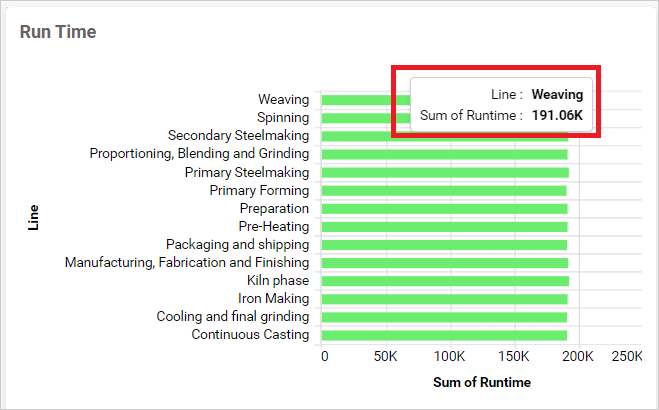 Run Time
Line : Weaving
Sum of Runtime : 191.06K
Weaving
Spinning
Secondary Steelmaking
Proportioning, Blending and Grinding
Primary Steelmaking
Primary Forming
Preparation
Pre-Heating
Packaging and shipping
Manufacturing, Fabrication and Finishing
Kiln phase
Iron Making
Cooling and final grinding
Continuous Casting
Line
0 50K 100K 150K 200K 250K
Sum of Runtime